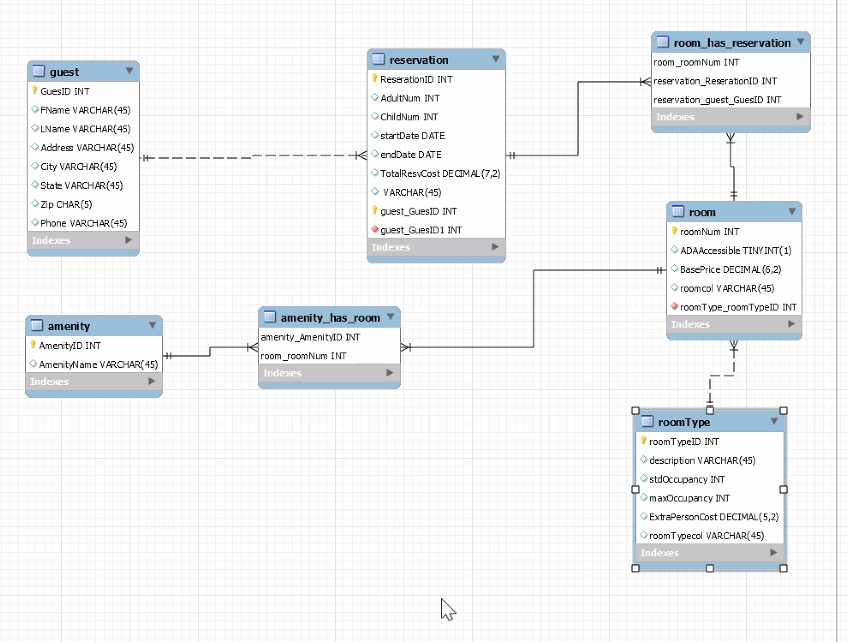 guest
GuesID INT
FName VARCHAR(45)
LName VARCHAR(45)
Address VARCHAR(45)
City VARCHAR(45)
State VARCHAR(45)
Zip CHAR(5)
Phone VARCHAR(45)
Indexes
reservation
ReserationID INT
AdultNum INT
ChildNum INT
startDate DATE
endDate DATE
TotalResvCost DECIMAL(7,2)
VARCHAR(45)
guest_GuesID INT
guest_GuesID1 INT
Indexes
room_has_reservation
room_roomNum INT
reservation_ReserationID INT
reservation_guest_GuesID INT
Indexes
room
roomNum INT
ADAAccessible TINYINT(1)
BasePrice DECIMAL(6,2)
roomcol VARCHAR(45)
roomType_roomTypeID INT
Indexes
amenity
AmenityID INT
AmenityName VARCHAR(45)
Indexes
amenity_has_room
amenity_AmenityID INT
room_roomNum INT
Indexes
roomType
roomTypeID INT
description VARCHAR(45)
stdOccupancy INT
maxOccupancy INT
ExtraPersonCost DECIMAL(5,2)
roomTypecol VARCHAR(45)
Indexes